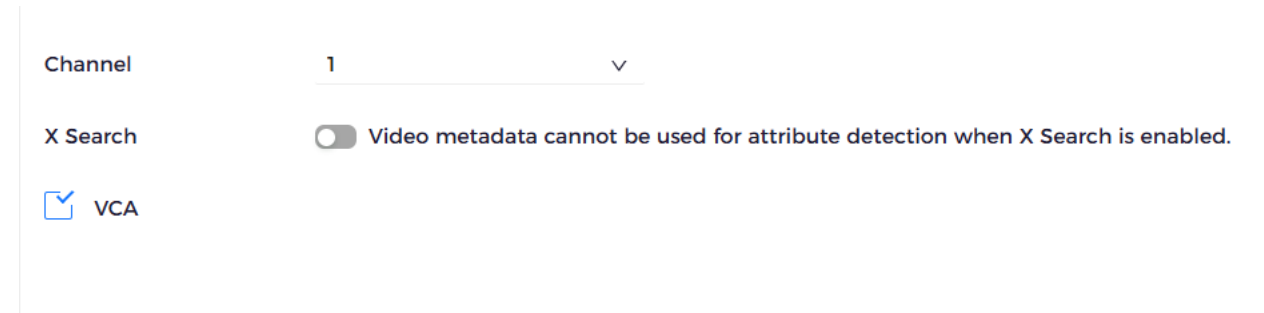 Channel 1
X Search Video metadata cannot be used for attribute detection when X Search is enabled.
VCA